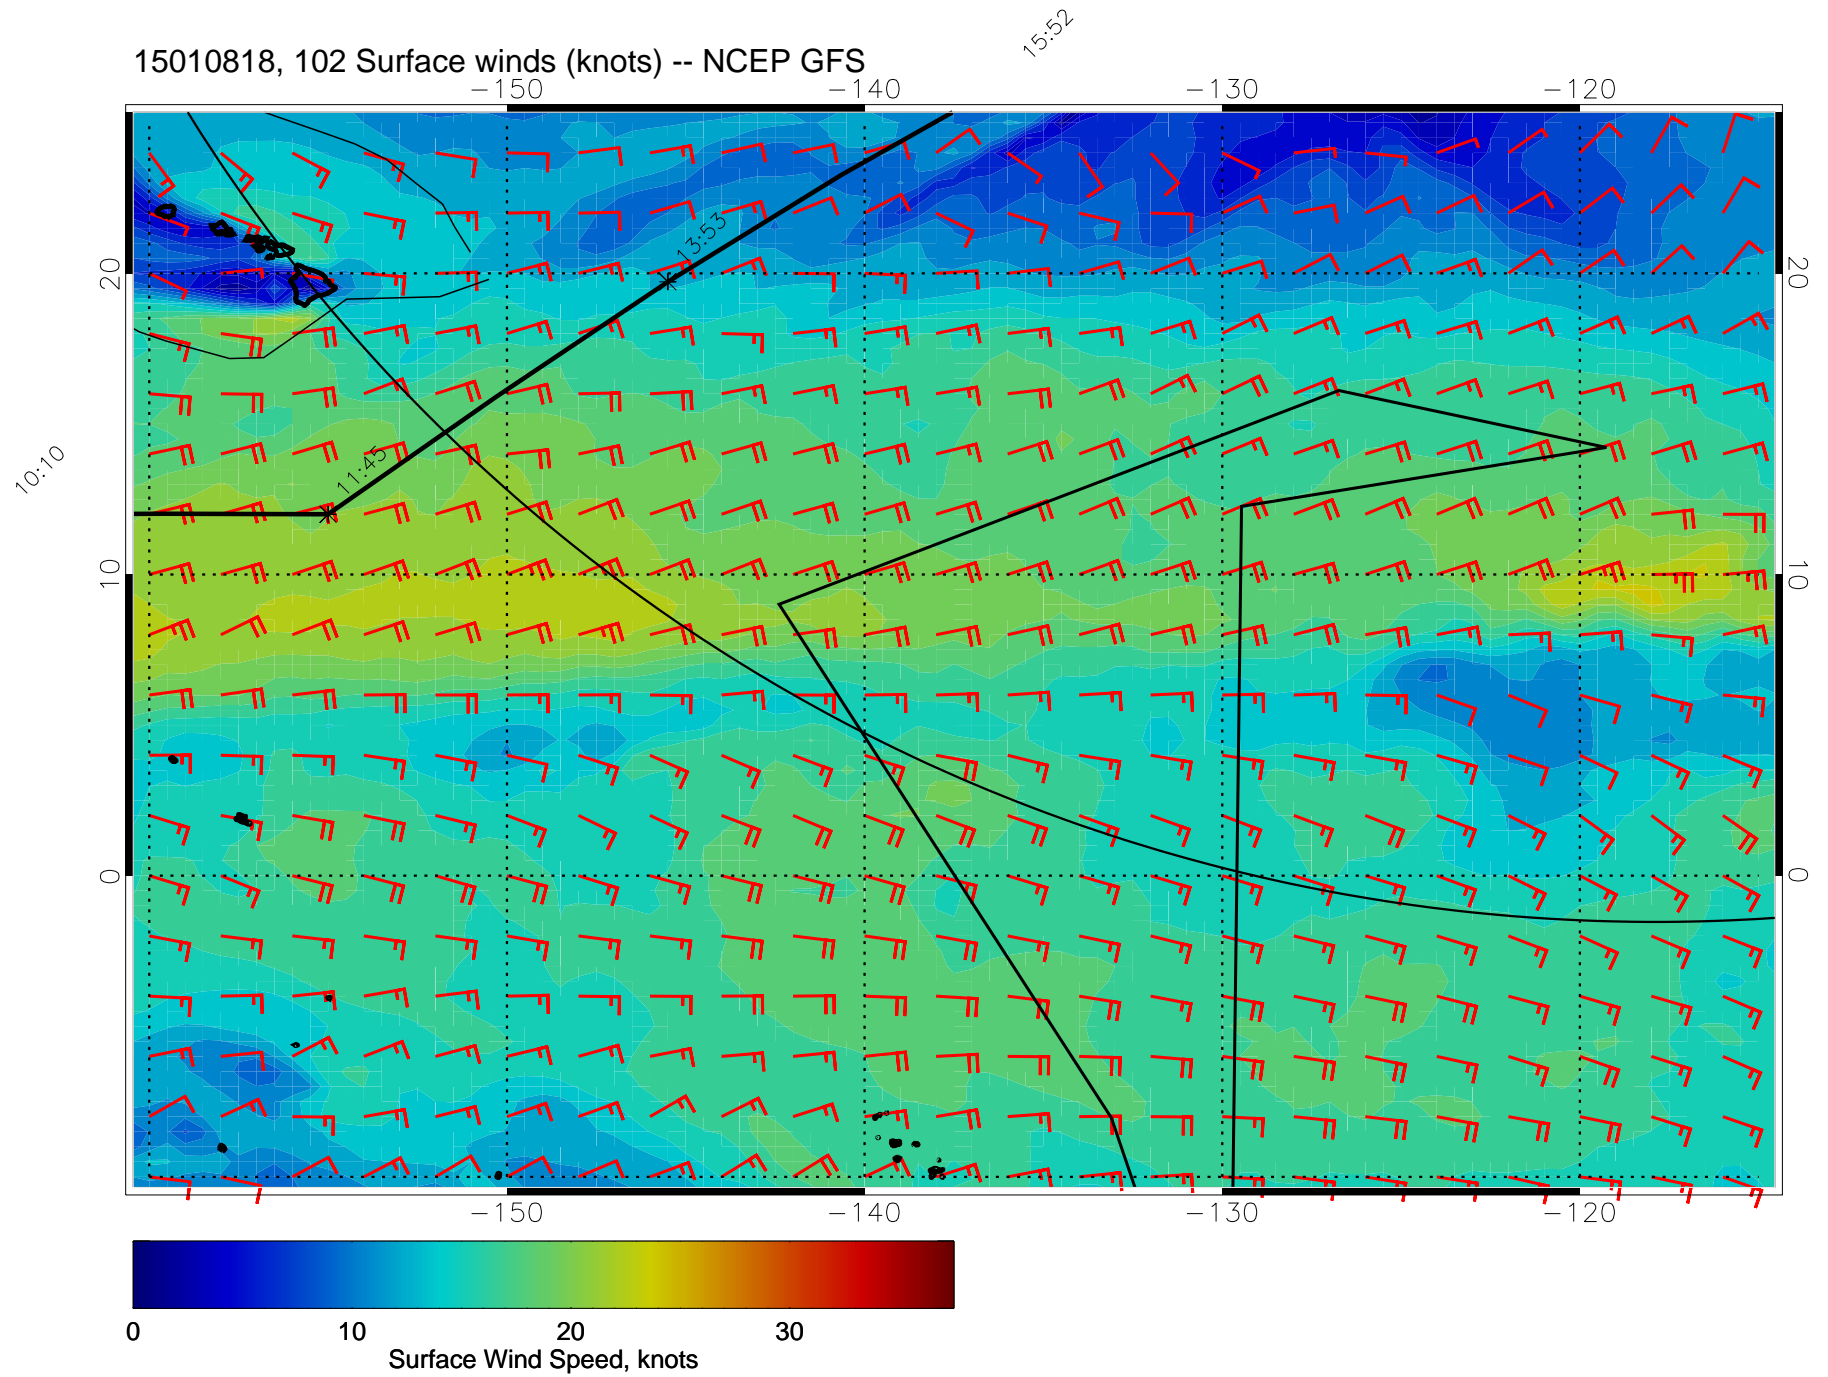 15:52
15010818, 102 Surface winds (knots) -- NCEP GFS
−150 −140 −130 −120
13:53
20 20
11:45
10:10
10 10
0 0
−150 −140 −130 −120
0 10 20 30
Surface Wind Speed, knots